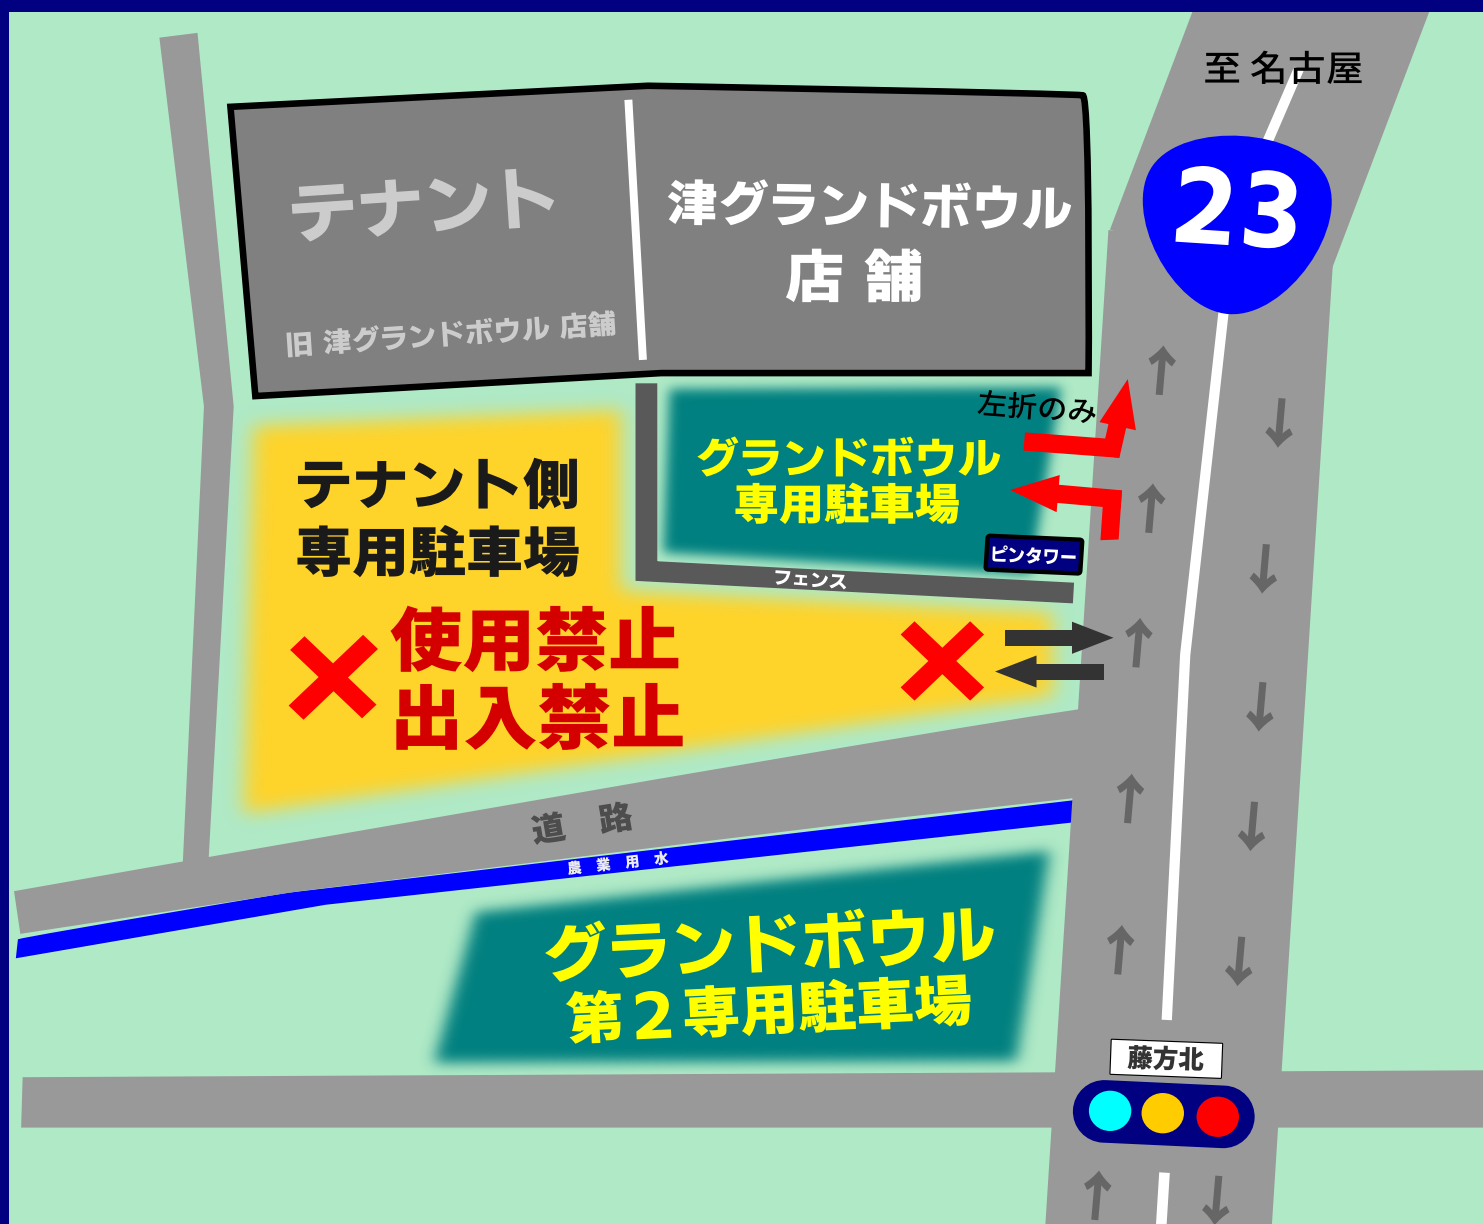 至 名古屋
23
テナント
旧 津グランドボウル 店舗
津グランドボウル
店 舗
左折のみ
グランドボウル
専用駐車場
ピンタワー
フェンス
テナント側
専用駐車場
使用禁止
出入禁止
道 路
農 業 用 水
グランドボウル
第2専用駐車場
藤方北